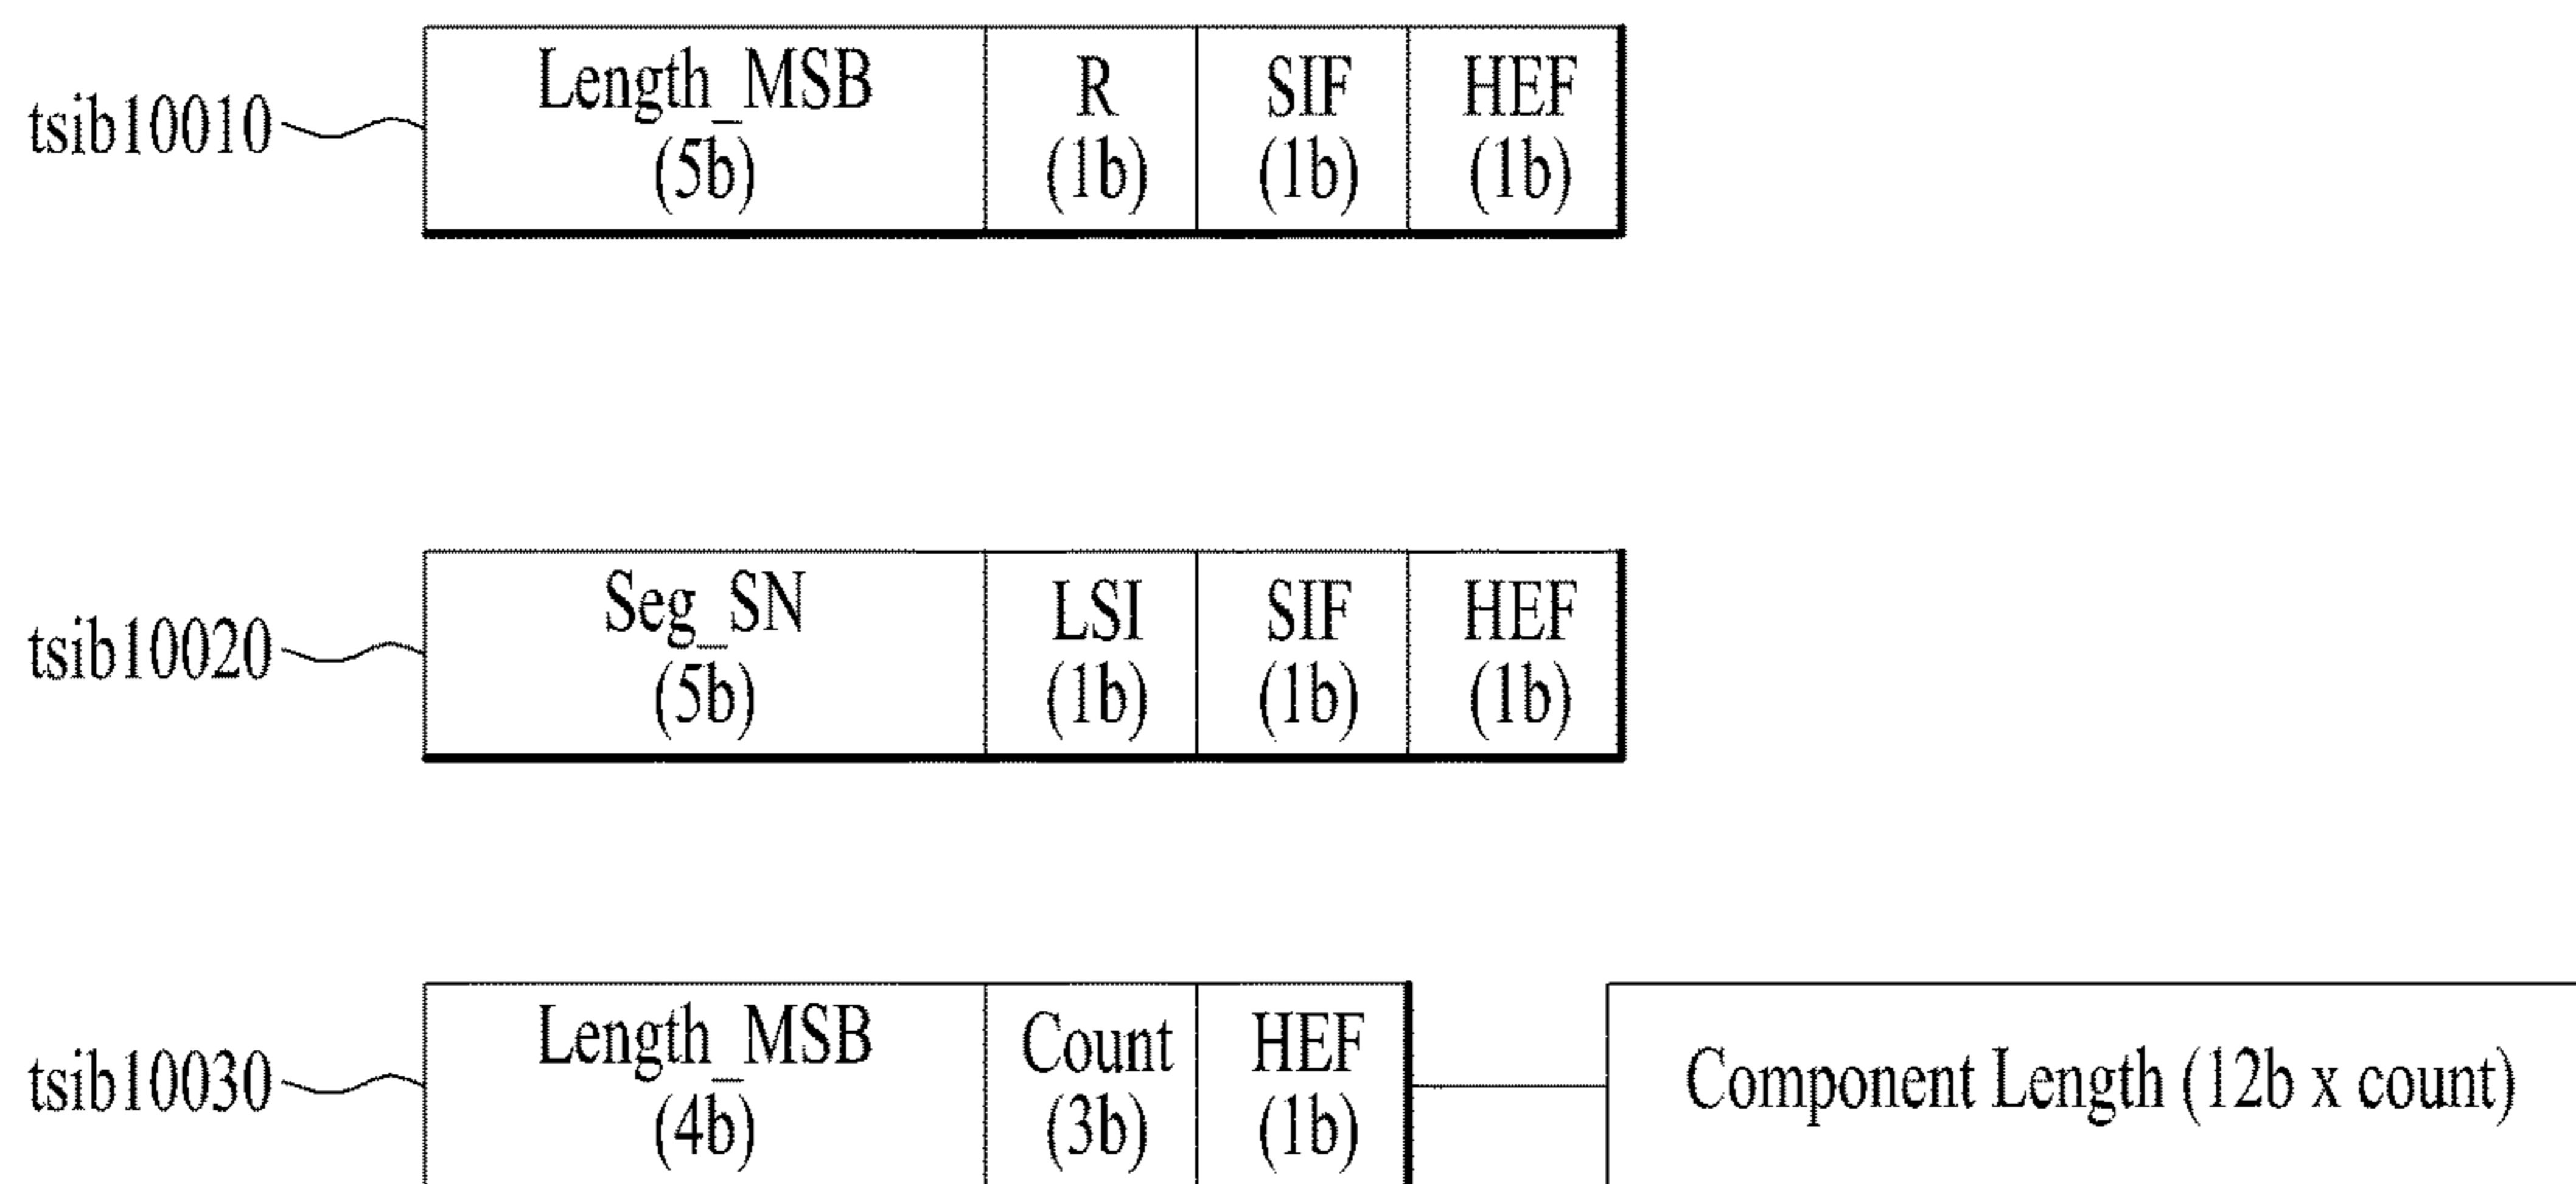 tsib10010
Length_MSB
(5b)
R
(1b)
SIF
(1b)
HEF
(1b)
tsib10020
Seg_SN
(5b)
LSI
(1b)
SIF
(1b)
HEF
(1b)
tsib10030
Length_MSB
(4b)
Count
(3b)
HEF
(1b)
Component Length (12b x count)